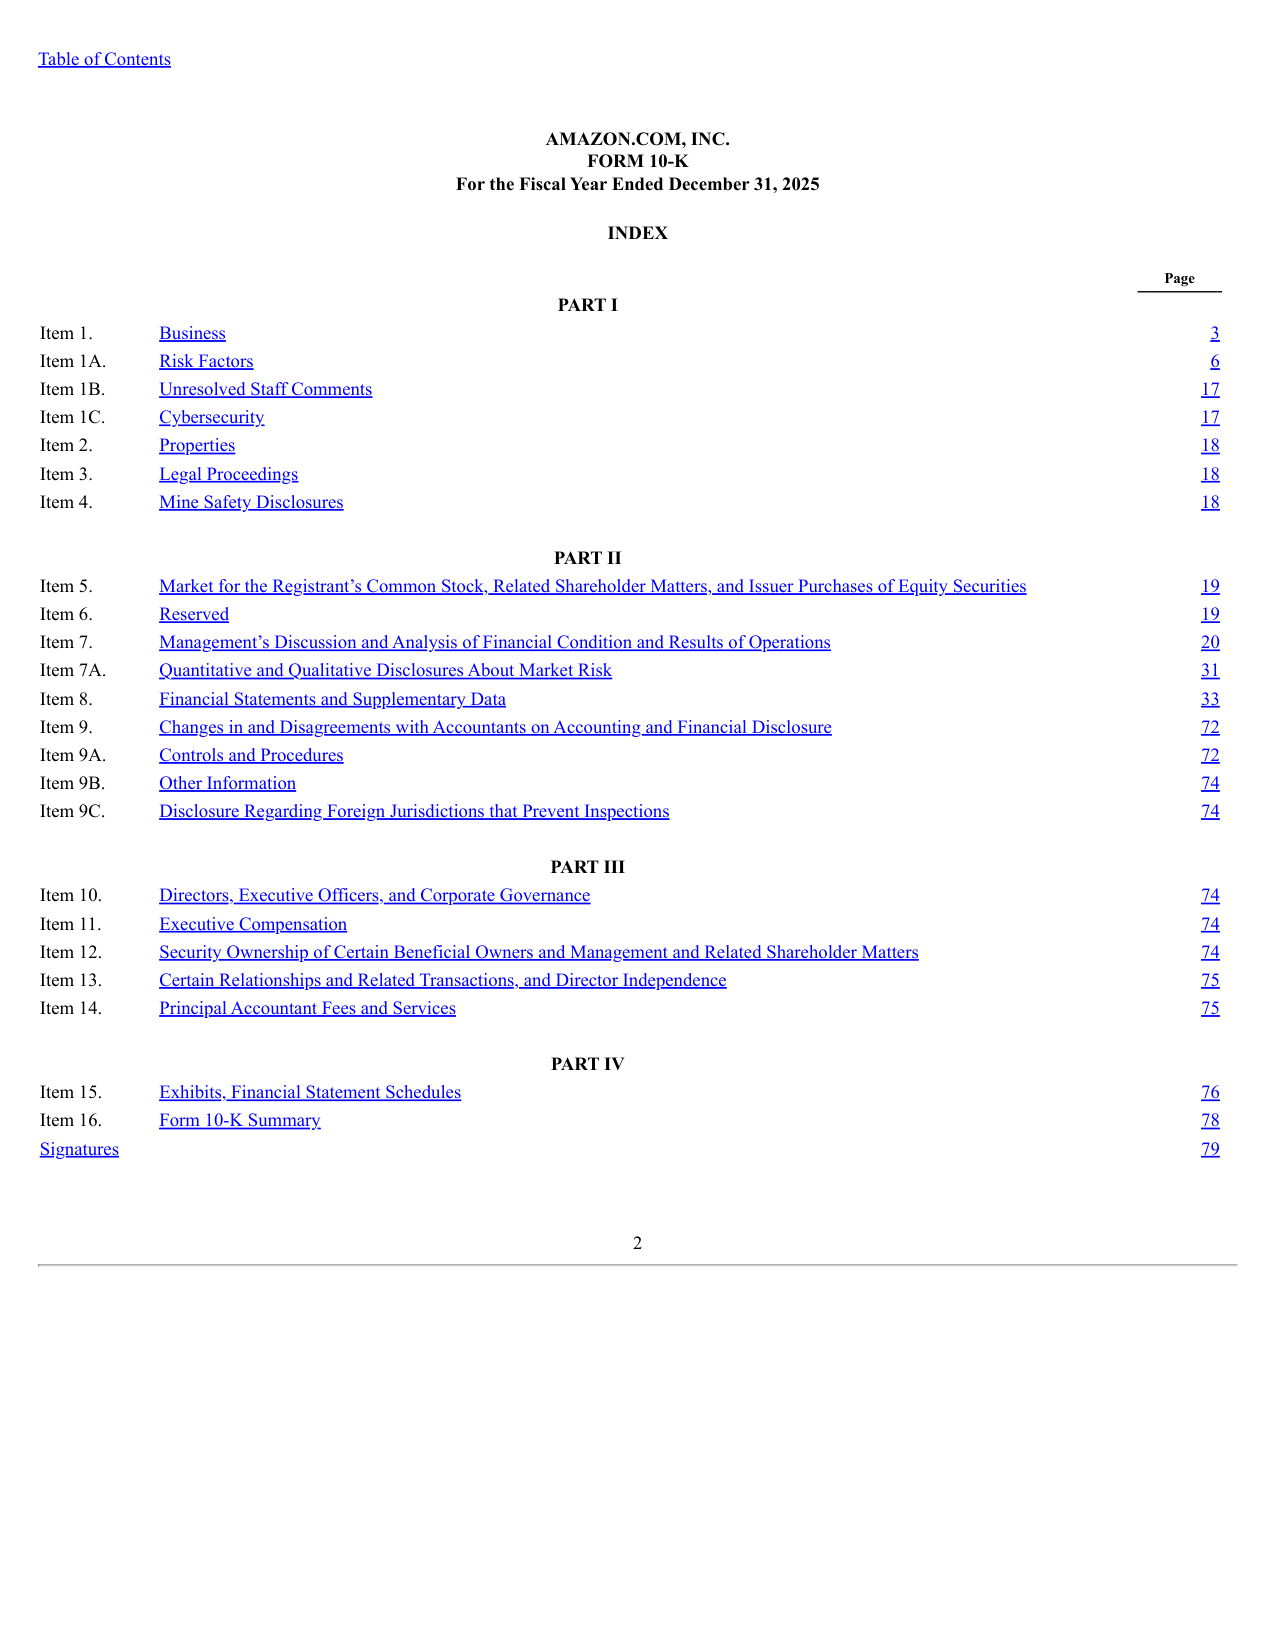 Table of Contents
AMAZON.COM, INC.
FORM 10-K
For the Fiscal Year Ended December 31, 2025
INDEX
Page
PART I
Item 1. Business 3
Item 1A. Risk Factors 6
Item 1B. Unresolved Staff Comments 17
Item 1C. Cybersecurity 17
Item 2. Properties 18
Item 3. Legal Proceedings 18
Item 4. Mine Safety Disclosures 18
PART II
Item 5. Market for the Registrant’s Common Stock, Related Shareholder Matters, and Issuer Purchases of Equity Securities 19
Item 6. Reserved 19
Item 7. Management’s Discussion and Analysis of Financial Condition and Results of Operations 20
Item 7A. Quantitative and Qualitative Disclosures About Market Risk 31
Item 8. Financial Statements and Supplementary Data 33
Item 9. Changes in and Disagreements with Accountants on Accounting and Financial Disclosure 72
Item 9A. Controls and Procedures 72
Item 9B. Other Information 74
Item 9C. Disclosure Regarding Foreign Jurisdictions that Prevent Inspections 74
PART III
Item 10. Directors, Executive Officers, and Corporate Governance 74
Item 11. Executive Compensation 74
Item 12. Security Ownership of Certain Beneficial Owners and Management and Related Shareholder Matters 74
Item 13. Certain Relationships and Related Transactions, and Director Independence 75
Item 14. Principal Accountant Fees and Services 75
PART IV
Item 15. Exhibits, Financial Statement Schedules 76
Item 16. Form 10-K Summary 78
Signatures 79
2